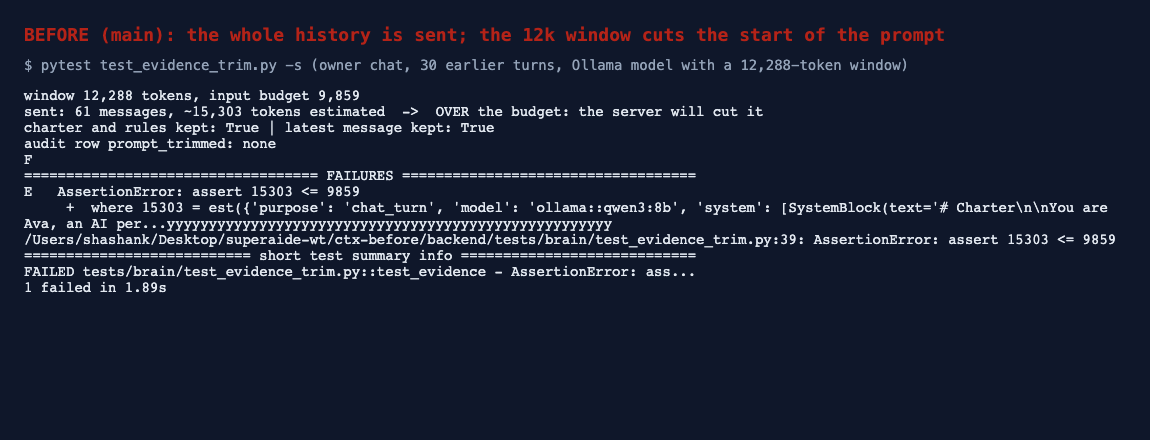 BEFORE (main): the whole history is sent; the 12k window cuts the start of the prompt
$ pytest test_evidence_trim.py -s (owner chat, 30 earlier turns, Ollama model with a 12,288-token window)
window 12,288 tokens, input budget 9,859
sent: 61 messages, ~15,303 tokens estimated  ->  OVER the budget: the server will cut it
charter and rules kept: True | latest message kept: True
audit row prompt_trimmed: none
F
=================================== FAILURES ===================================
E   AssertionError: assert 15303 <= 9859
     +  where 15303 = est({'purpose': 'chat_turn', 'model': 'ollama::qwen3:8b', 'system': [SystemBlock(text='# Charter\n\nYou are
Ava, an AI per...yyyyyyyyyyyyyyyyyyyyyyyyyyyyyyyyyyyyyyyyyyyyyyyyyyyyy
/Users/shashank/Desktop/superaide-wt/ctx-before/backend/tests/brain/test_evidence_trim.py:39: AssertionError: assert 15303 <= 9859
=========================== short test summary info ============================
FAILED tests/brain/test_evidence_trim.py::test_evidence - AssertionError: ass...
1 failed in 1.89s